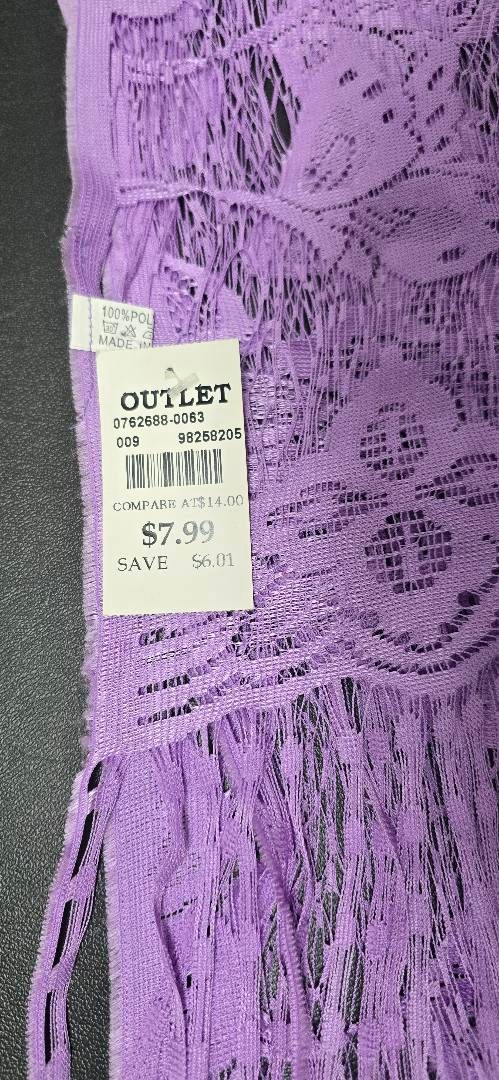 100%POL
MADE IN
OUTLET
0762688-0063
009 98258205
COMPARE AT $14.00
$7.99
SAVE $6.01